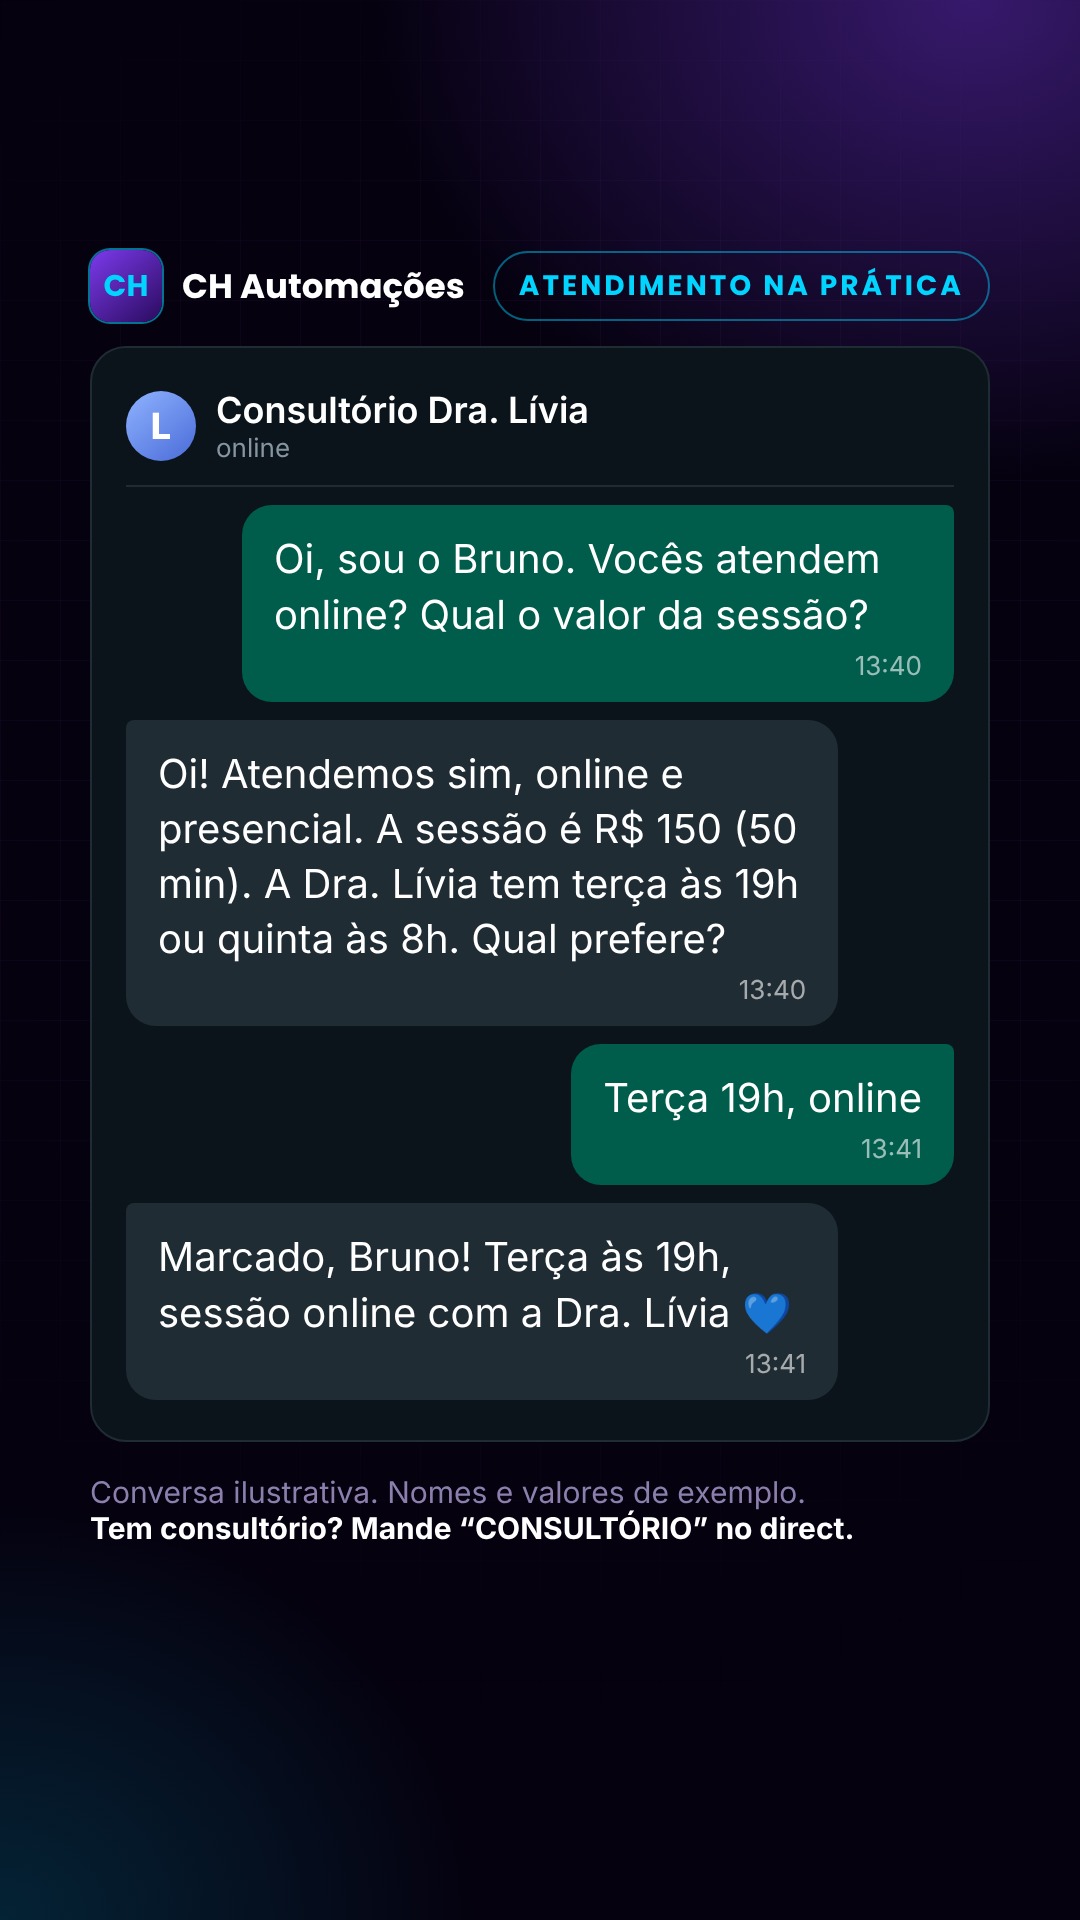 CH
CH Automações
ATENDIMENTO NA PRÁTICA
L
Consultório Dra. Lívia
online
Oi, sou o Bruno. Vocês atendem
online? Qual o valor da sessão?
13:40
Oi! Atendemos sim, online e
presencial. A sessão é R$ 150 (50
min). A Dra. Lívia tem terça às 19h
ou quinta às 8h. Qual prefere?
13:40
Terça 19h, online
13:41
Marcado, Bruno! Terça às 19h,
sessão online com a Dra. Lívia 💙
13:41
Conversa ilustrativa. Nomes e valores de exemplo.
Tem consultório? Mande “CONSULTÓRIO” no direct.